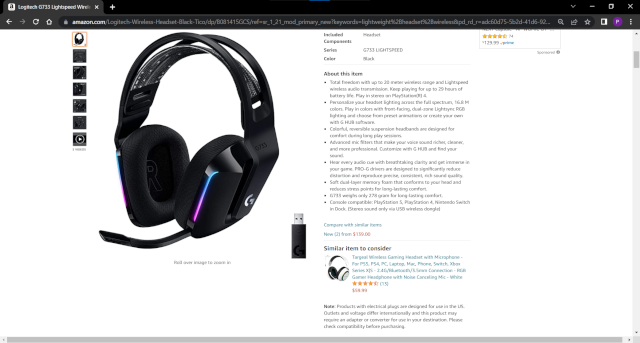 Logitech G733 Lightspeed Wirele
amazon.com/Logitech-Wireless-Headset-Black-Tico/dp/B081415GCS/ref=sr_1_21_mod_primary_new?keywords=lightweight%2Bheadset%2Bwireless&pd_rd_r=adc60d75-5b2d-41d6-92...
Included Components
Headset
Series
G733 LIGHTSPEED
Color
Black
About this item
Total freedom with up to 20 meter wireless range and Lightspeed
wireless audio transmission. Keep playing for up to 29 hours of
battery life. Play in stereo on PlayStation(R) 4.
Personalize your headset lighting across the full spectrum, 16.8 M
colors. Play in colors with front-facing, dual-zone Lightsync RGB
lighting and choose from preset animations or create your own
with G HUB software.
Colorful, reversible suspension headbands are designed for
comfort during long play sessions.
Advanced mic filters that make your voice sound richer, cleaner,
and more professional. Customize with G HUB and find your
sound.
Hear every audio cue with breathtaking clarity and get immerse in
your game. PRO-G drivers are designed to significantly reduce
distortion and reproduce precise, consistent, rich sound quality.
Soft dual-layer memory foam that conforms to your head and
reduces stress points for long-lasting comfort.
G733 weighs only 278 gram for long-lasting comfort.
Console compatible: PlayStation 5, PlayStation 4, Nintendo Switch
in Dock. (Stereo sound only via USB wireless dongle)
Compare with similar items
New (2) from $159.00
Similar item to consider
Targeal Wireless Gaming Headset with Microphone -
For PS5, PS4, PC, Laptop, Mac, Phone, Switch, Xbox
Series X|S - 2.4G/Bluetooth/3.5mm Connection - RGB
Gamer Headphone with Noise Canceling Mic - White
Note: Products with electrical plugs are designed for use in the US.
Outlets and voltage differ internationally and this product may
require an adapter or converter for use in your destination. Please
check compatibility before purchasing.
Roll over image to zoom in
Sponsored
G
P